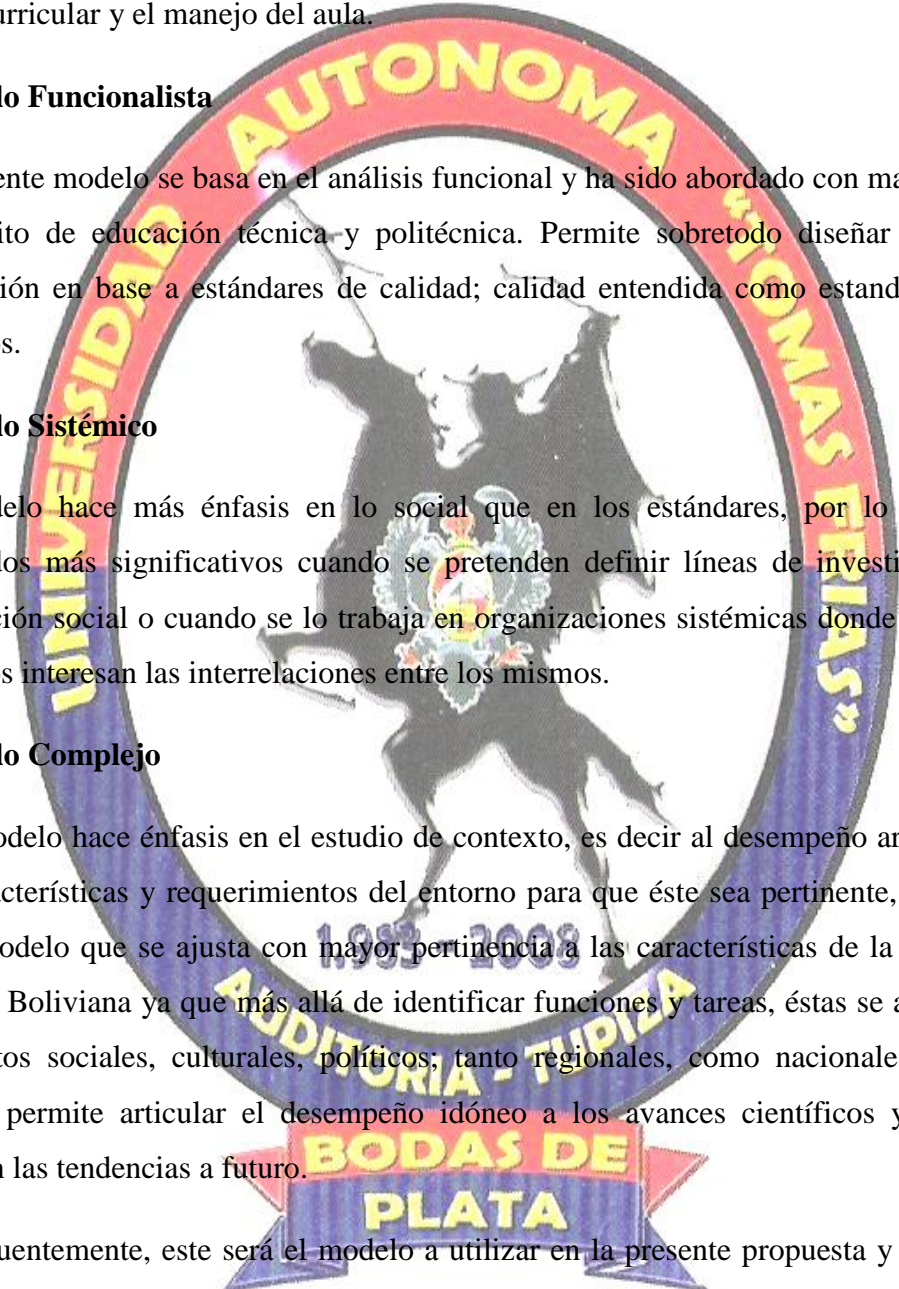 urricular y el manejo del aula.
lo Funcionalista
ente modelo se basa en el análisis funcional y ha sido abordado con ma
ito de educación técnica y politécnica. Permite sobretodo diseñar
ión en base a estándares de calidad; calidad entendida como estand
os.
lo Sistémico
delo hace más énfasis en lo social que en los estándares, por lo
dos más significativos cuando se pretenden definir líneas de investi
ción social o cuando se lo trabaja en organizaciones sistémicas donde
os interesan las interrelaciones entre los mismos.
lo Complejo
odelo hace énfasis en el estudio de contexto, es decir al desempeño ar
acterísticas y requerimientos del entorno para que éste sea pertinente,
odelo que se ajusta con mayor pertinencia a las características de la
Boliviana ya que más allá de identificar funciones y tareas, éstas se a
tos sociales, culturales, políticos; tanto regionales, como nacionale
permite articular el desempeño idóneo a los avances científicos y
n las tendencias a futuro.
uentemente, este será el modelo a utilizar en la presente propuesta y
UNIVERSIDAD AUTONOMA "TOMAS FRIAS"
1.983 - 2008
AUDITORIA - TUPIZA
BODAS DE
PLATA